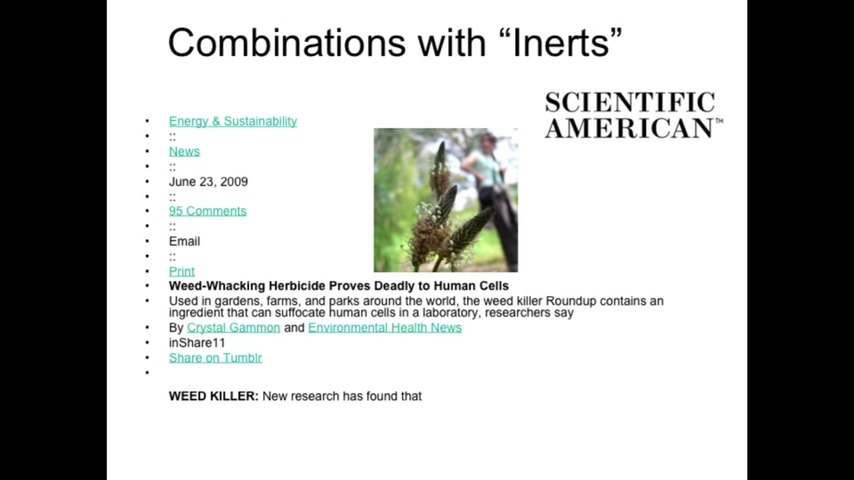 Combinations with “Inerts”
SCIENTIFIC
AMERICAN™
• Energy & Sustainability
• ::
• News
• ::
• June 23, 2009
• ::
• 95 Comments
• ::
• Email
• ::
• Print
• Weed-Whacking Herbicide Proves Deadly to Human Cells
• Used in gardens, farms, and parks around the world, the weed killer Roundup contains an
ingredient that can suffocate human cells in a laboratory, researchers say
• By Crystal Gammon and Environmental Health News
• inShare11
• Share on Tumblr
•
WEED KILLER: New research has found that